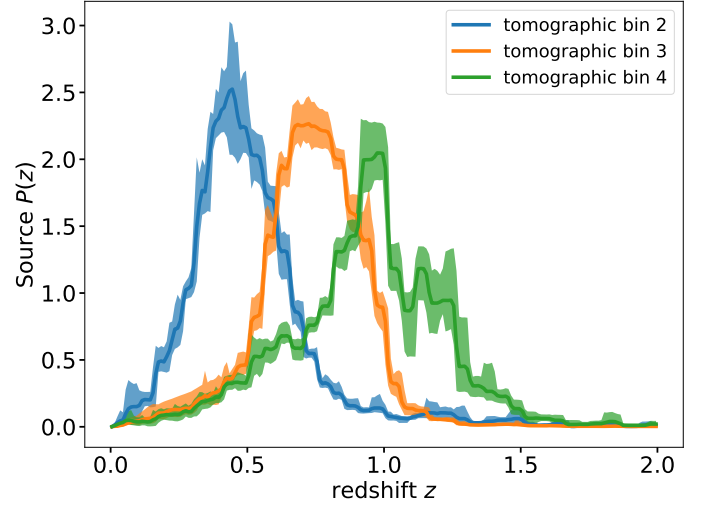 3.0
2.5
2.0
1.5
1.0
0.5
0.0
Source P(z)
0.0 0.5 1.0 1.5 2.0
redshift z
tomographic bin 2
tomographic bin 3
tomographic bin 4